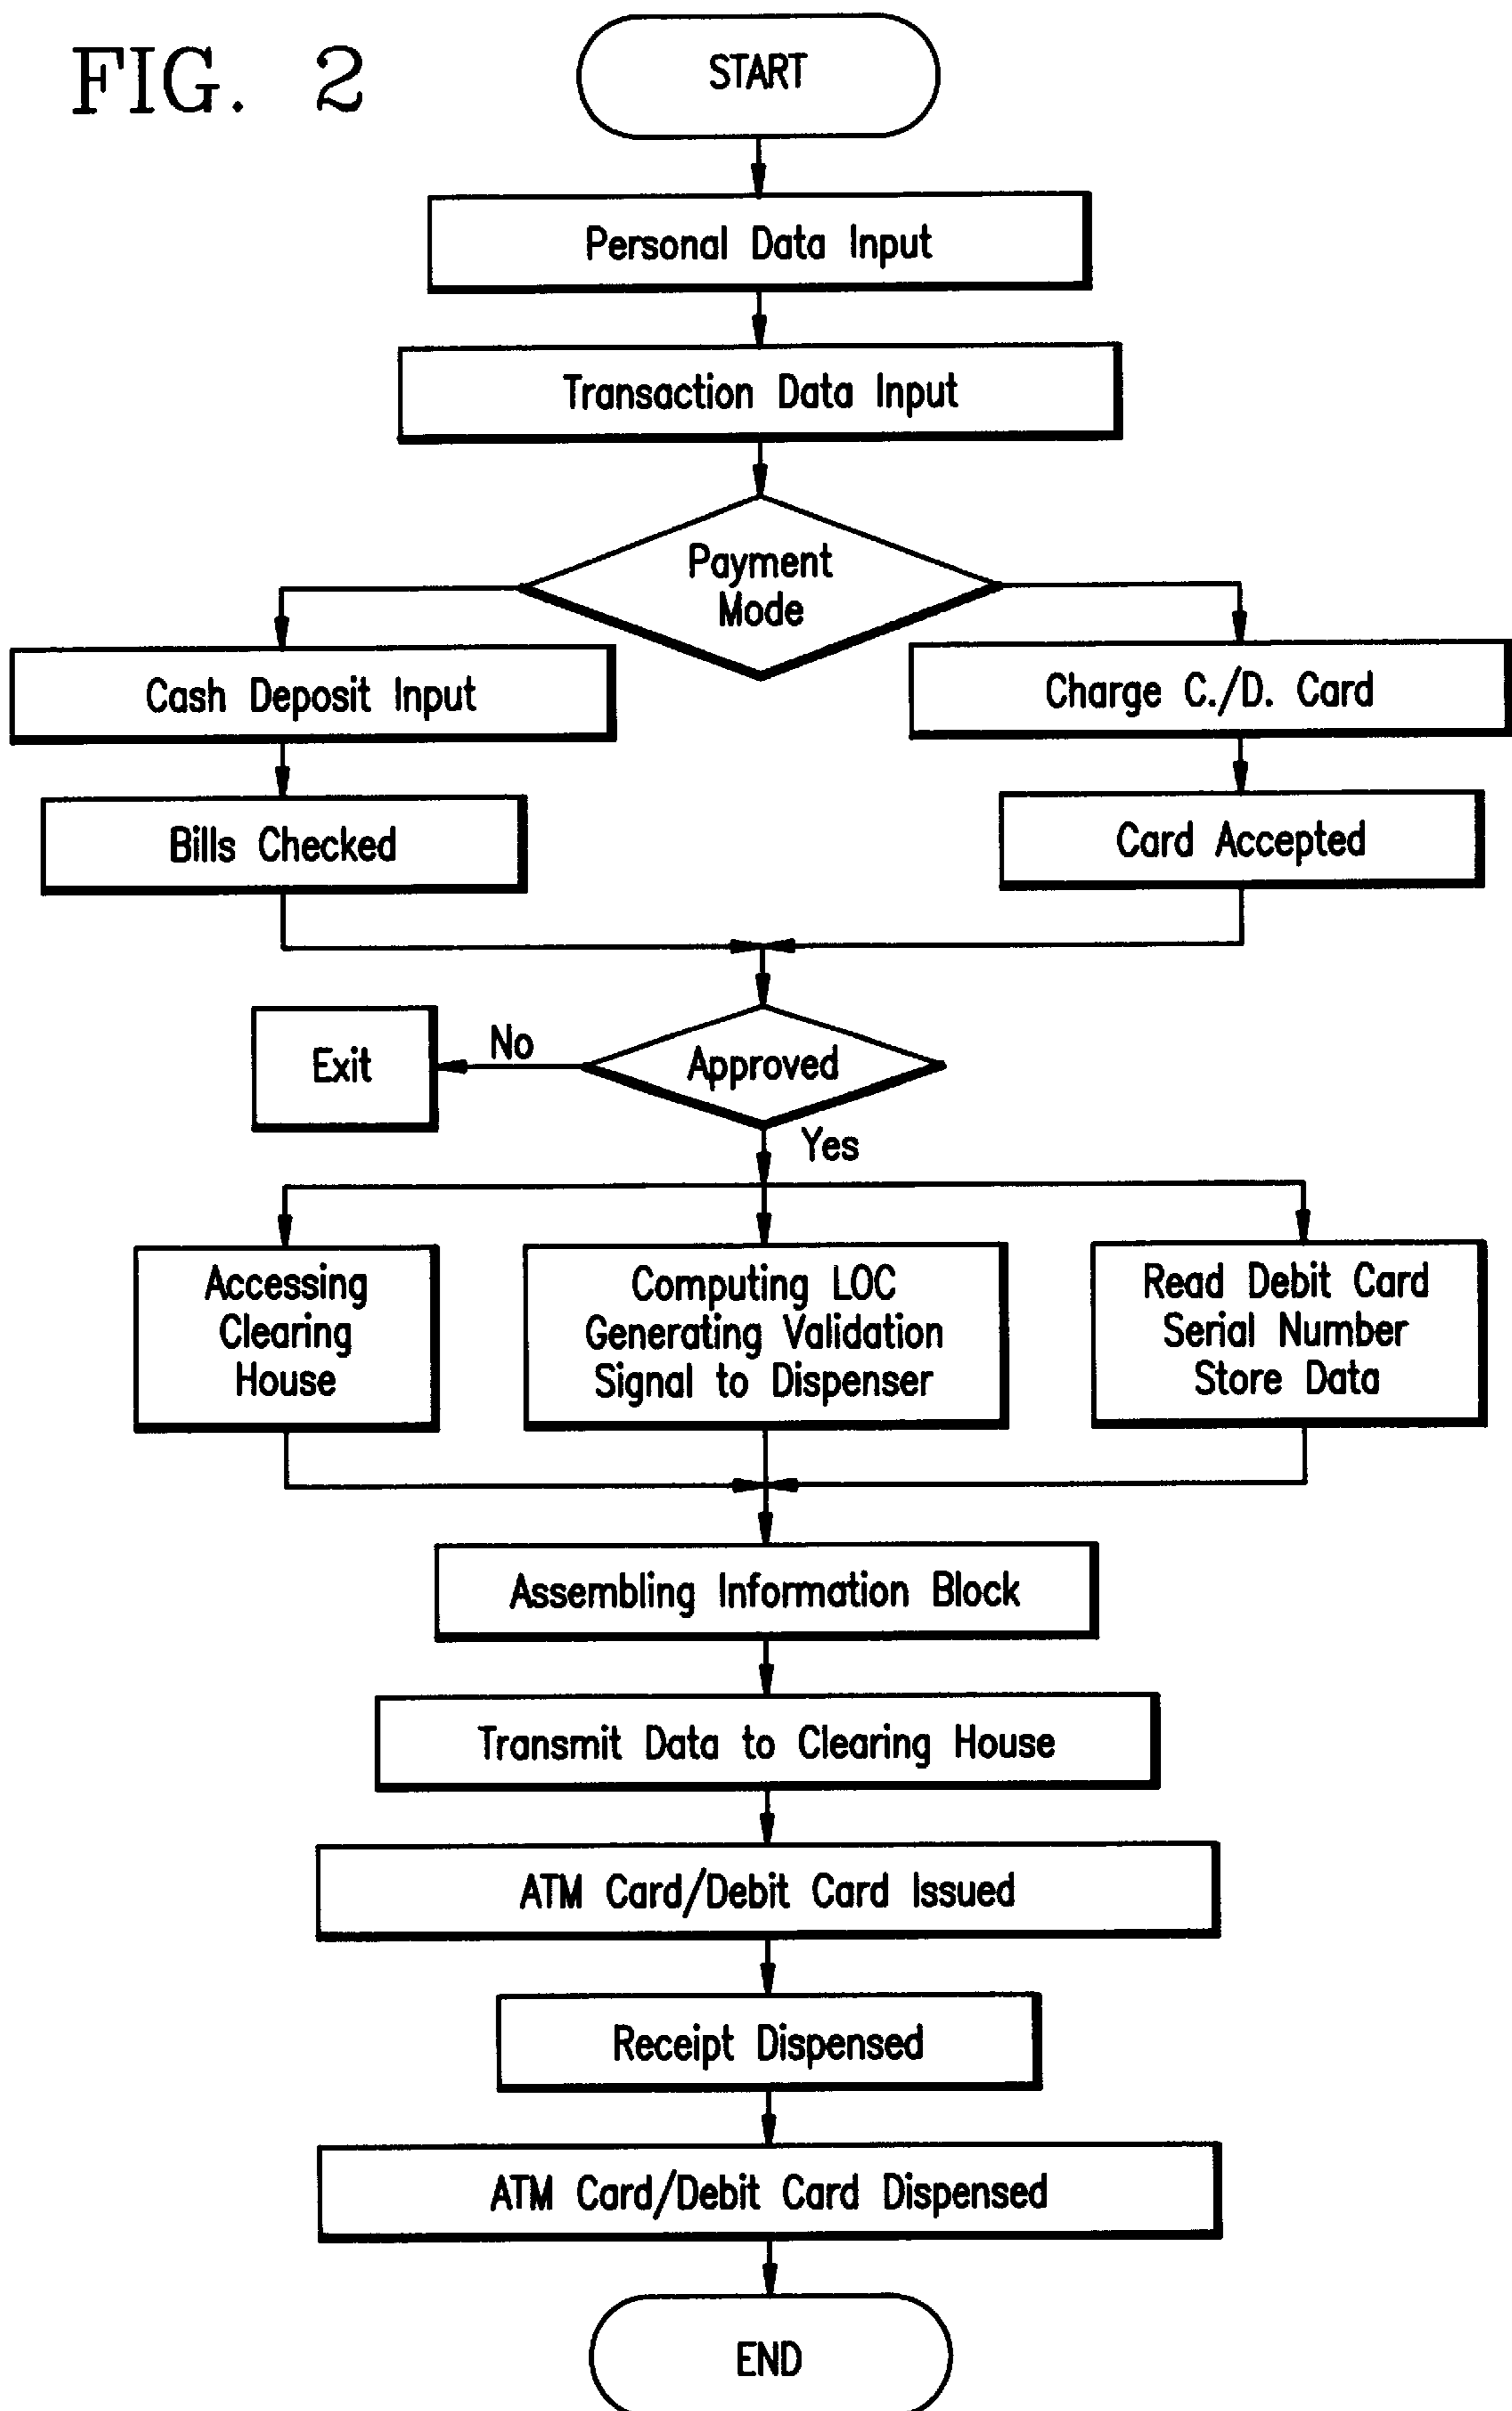 FIG. 2
START
Personal Data Input
Transaction Data Input
Payment
Mode
Cash Deposit Input
Charge C./D. Card
Bills Checked
Card Accepted
Exit
No
Approved
Yes
Accessing
Clearing
House
Computing LOC
Generating Validation
Signal to Dispenser
Read Debit Card
Serial Number
Store Data
Assembling Information Block
Transmit Data to Clearing House
ATM Card/Debit Card Issued
Receipt Dispensed
ATM Card/Debit Card Dispensed
END